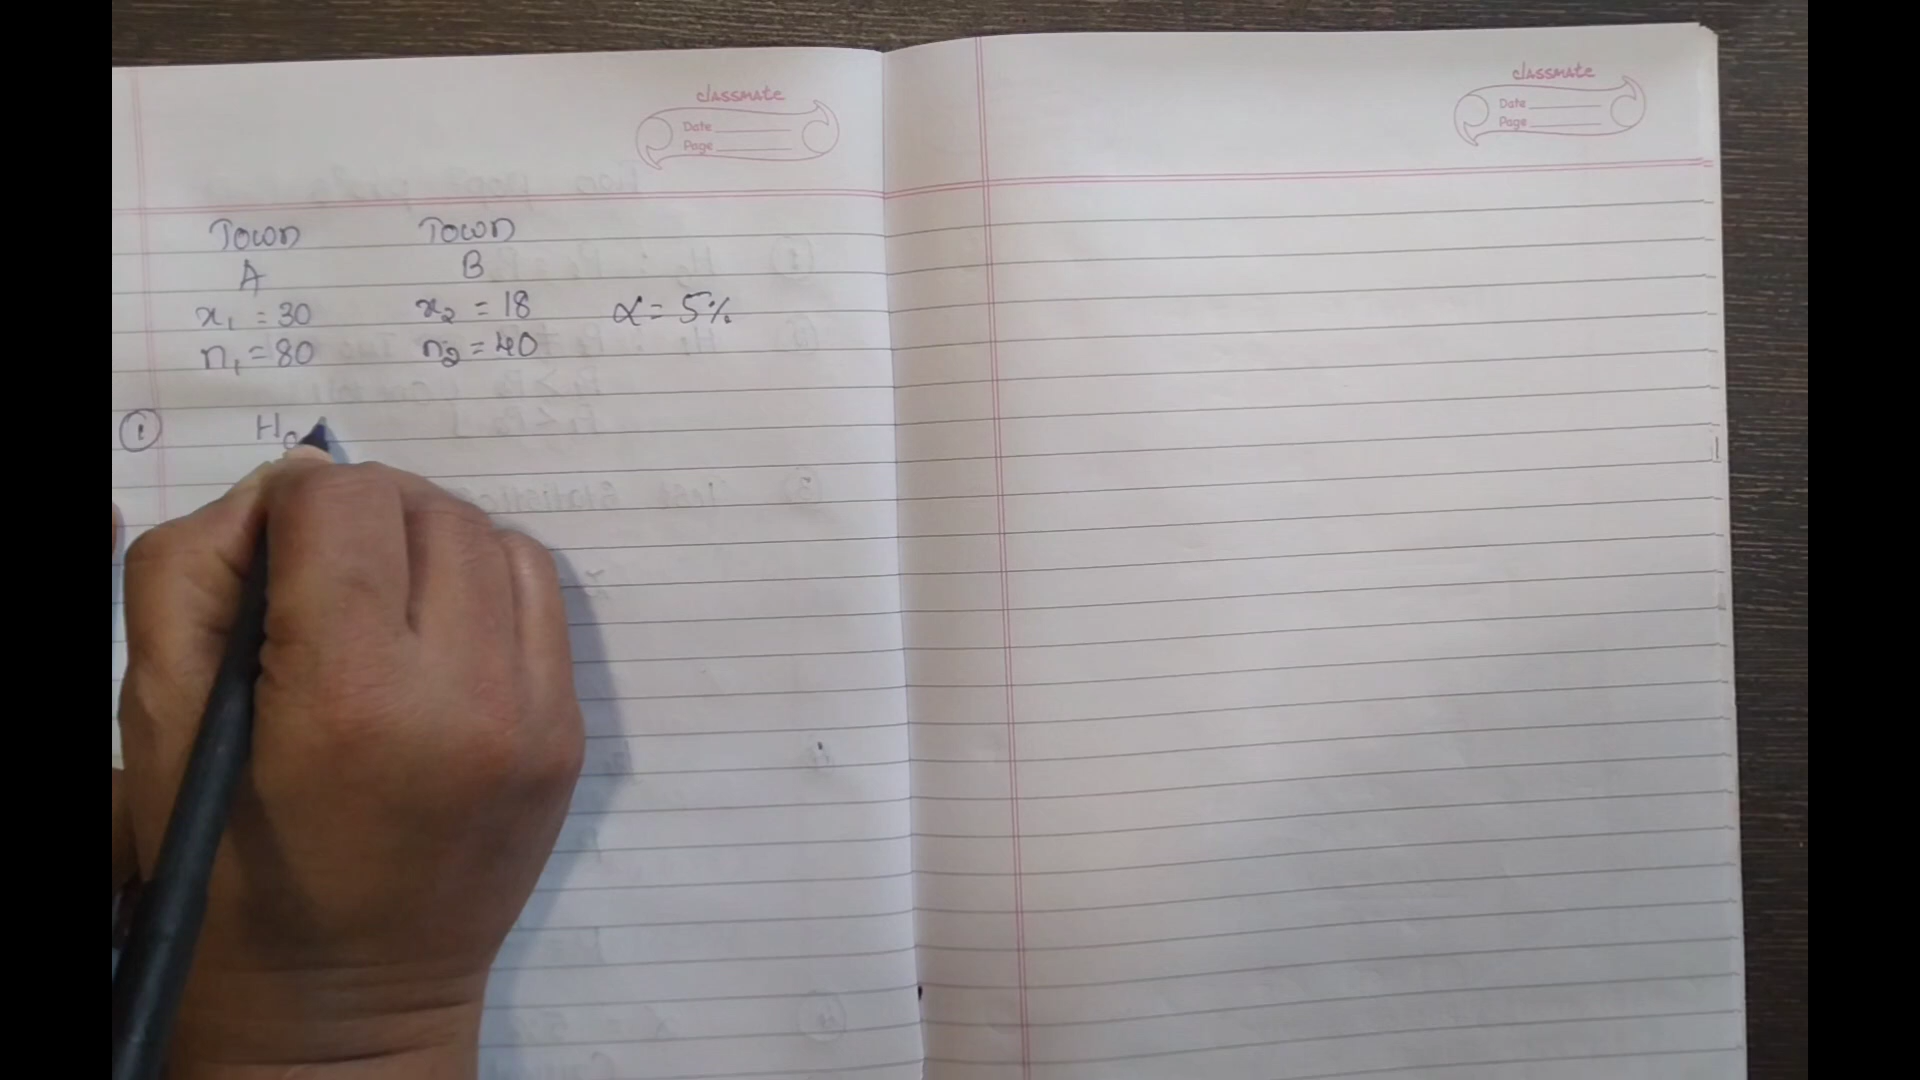 classmate
Date
Page
classmate
Date
Page
Town Town
A B
x₁ = 30 x₂ = 18 α = 5%
n₁ = 80 n₂ = 40
① H₀